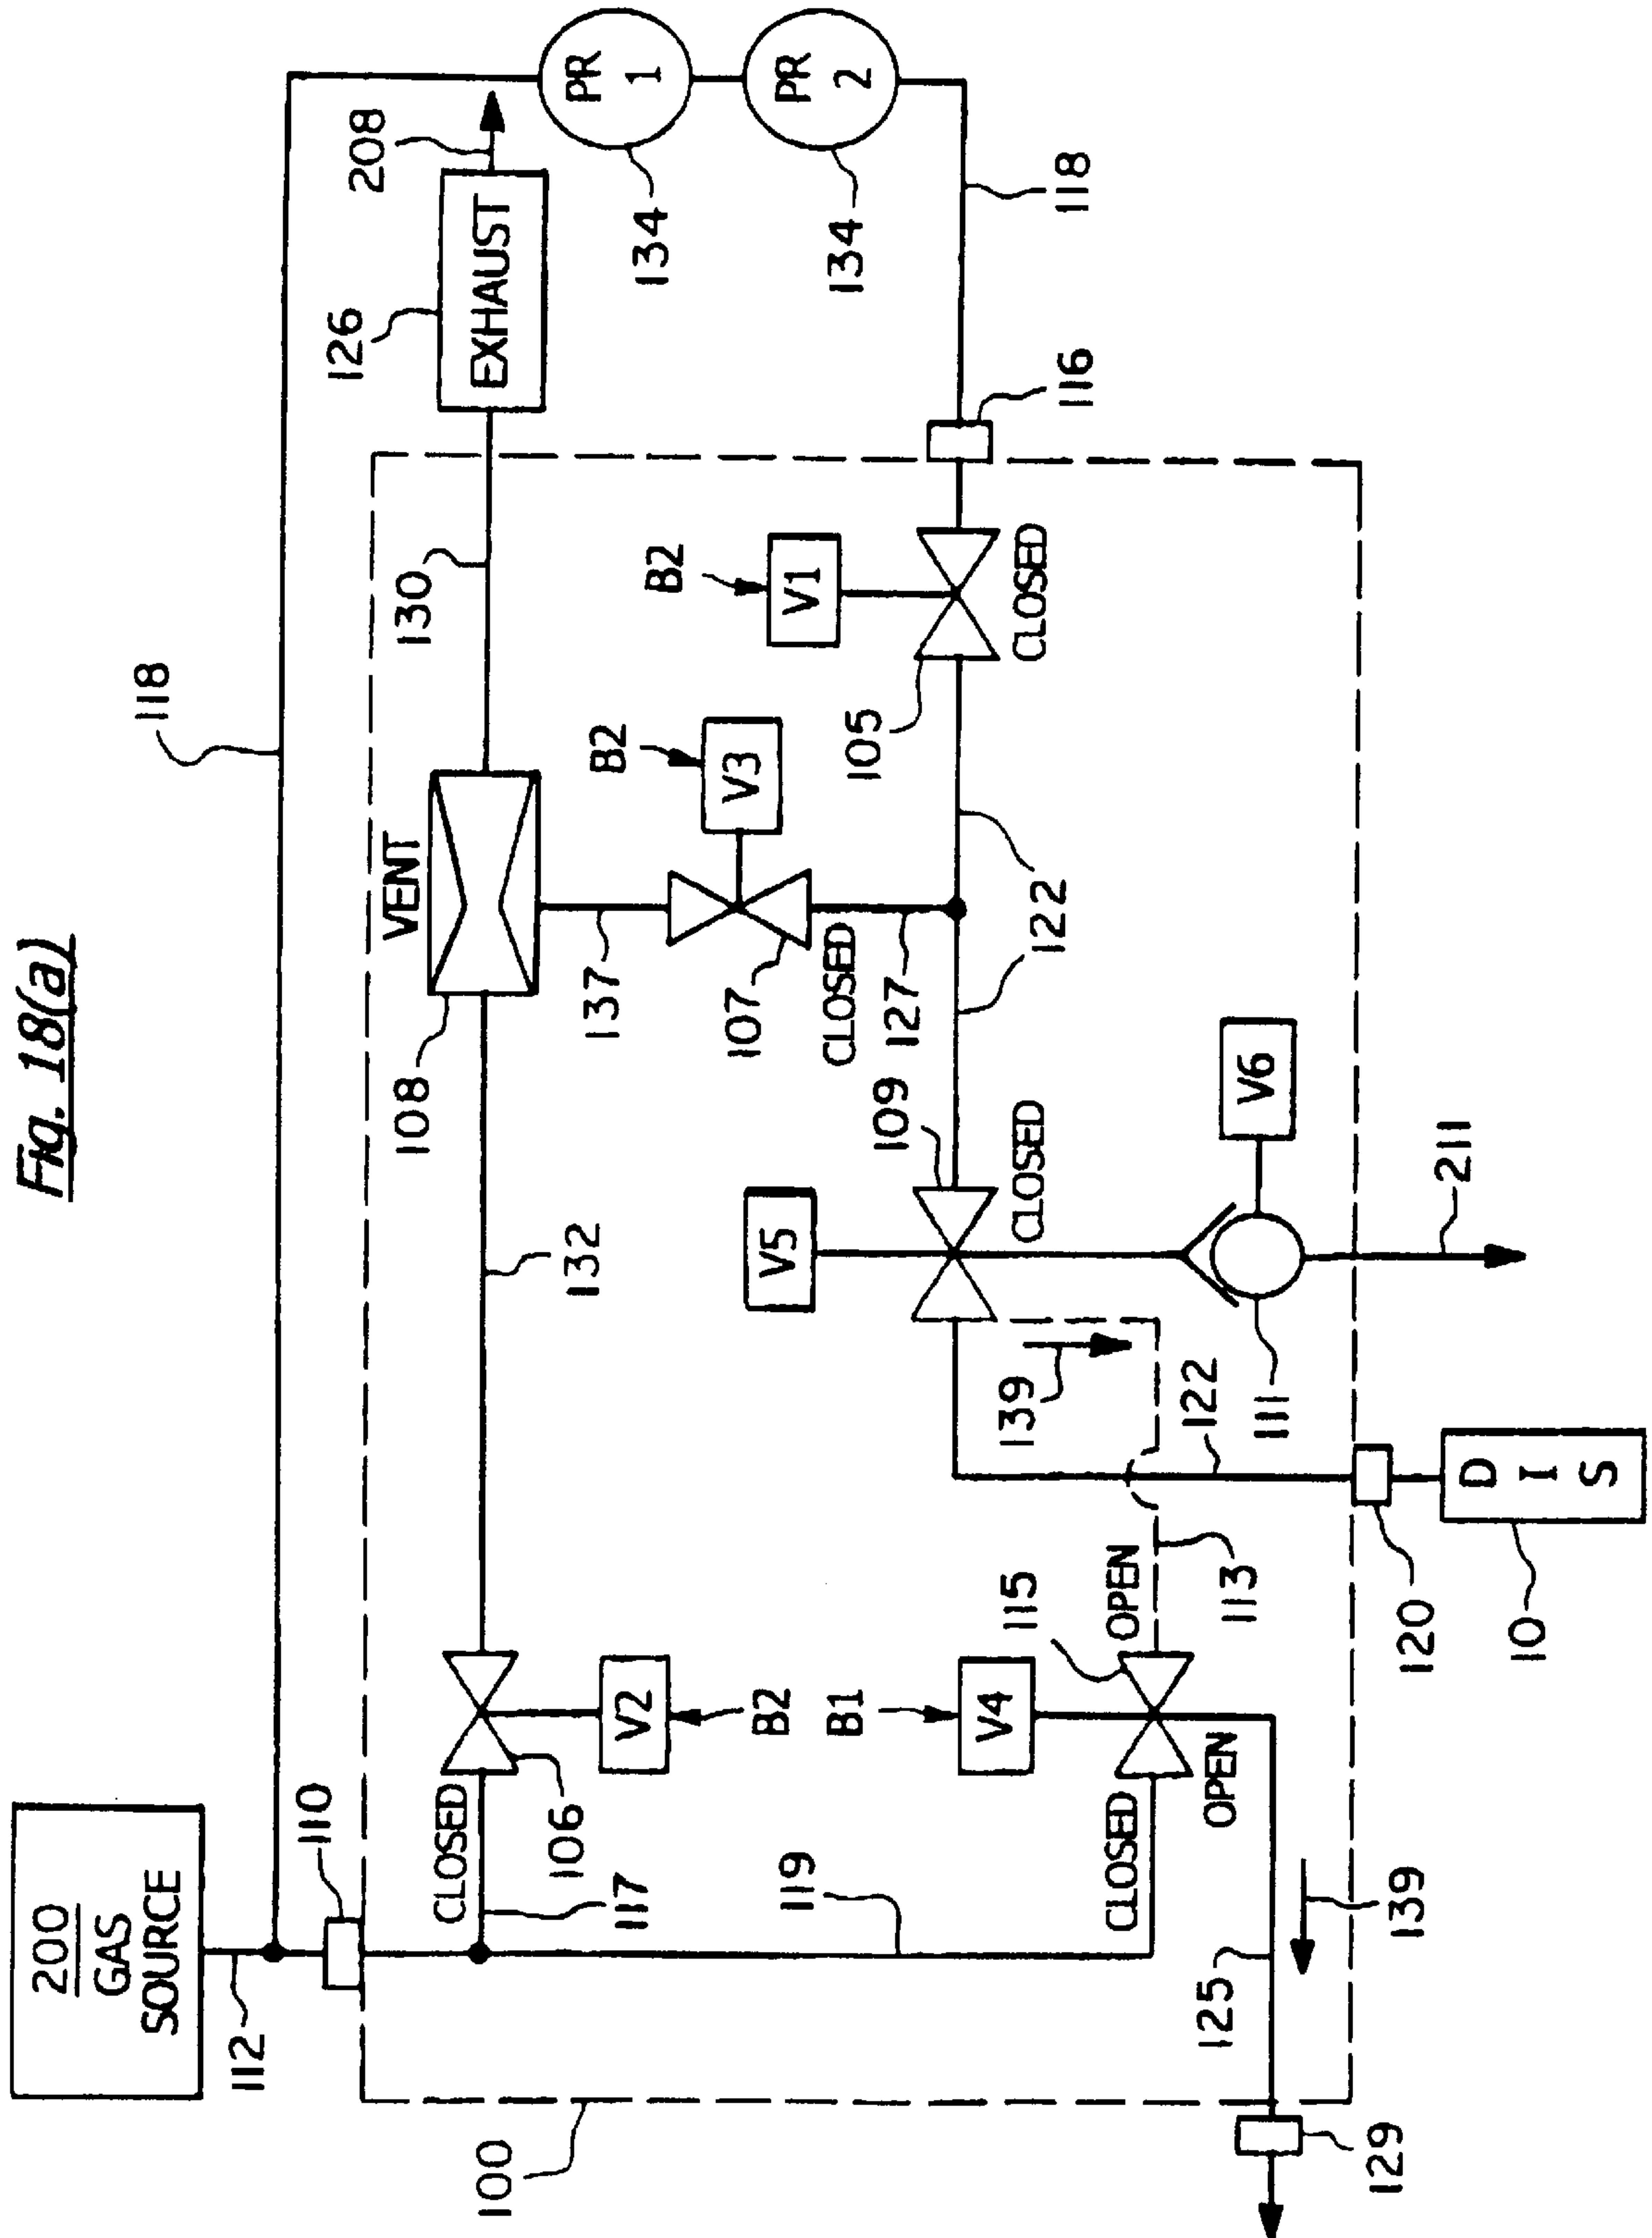 Fig. 18(a)
200
GAS
SOURCE
112
110
118
118
PR
1
PR
2
134
134
208
EXHAUST
126
130
VENT
108
132
137
V3
B2
107
CLOSED
127
V1
B2
105
CLOSED
116
122
109
CLOSED
V5
V6
111
211
139
122
113
120
DIS
10
V2
B2
106
CLOSED
117
119
B1
V4
115
OPEN
CLOSED
OPEN
125
139
129
100